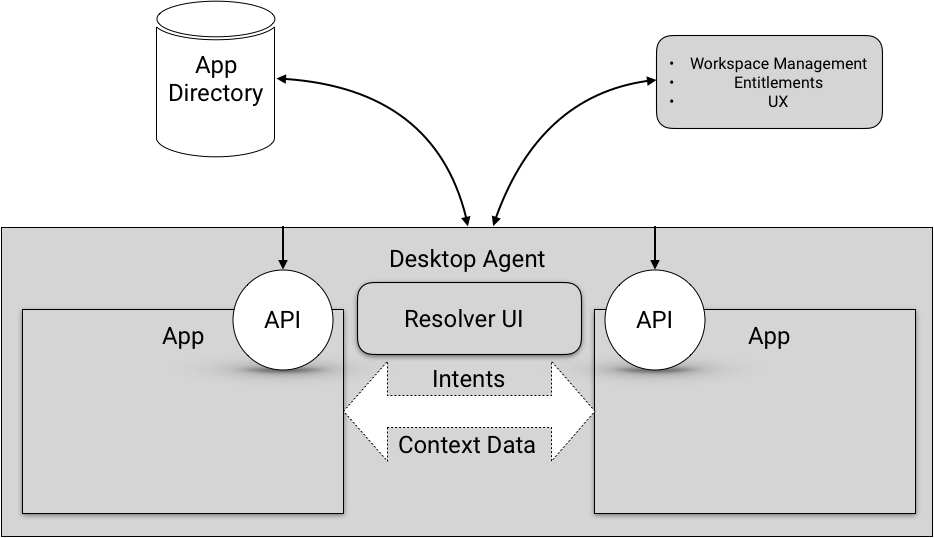 App
Directory
• Workspace Management
• Entitlements
• UX
Desktop Agent
API
Resolver UI
API
App
App
Intents
Context Data